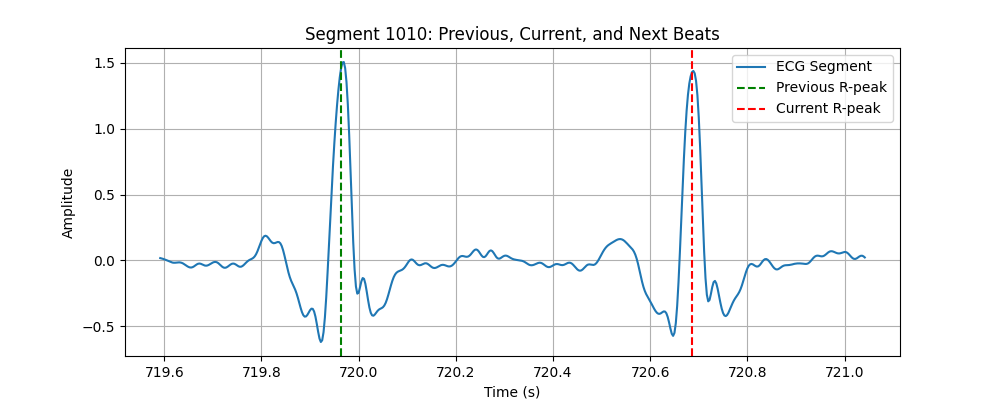 Segment 1010: Previous, Current, and Next Beats
ECG Segment
Previous R-peak
Current R-peak
Amplitude
1.5
1.0
0.5
0.0
−0.5
719.6 719.8 720.0 720.2 720.4 720.6 720.8 721.0
Time (s)